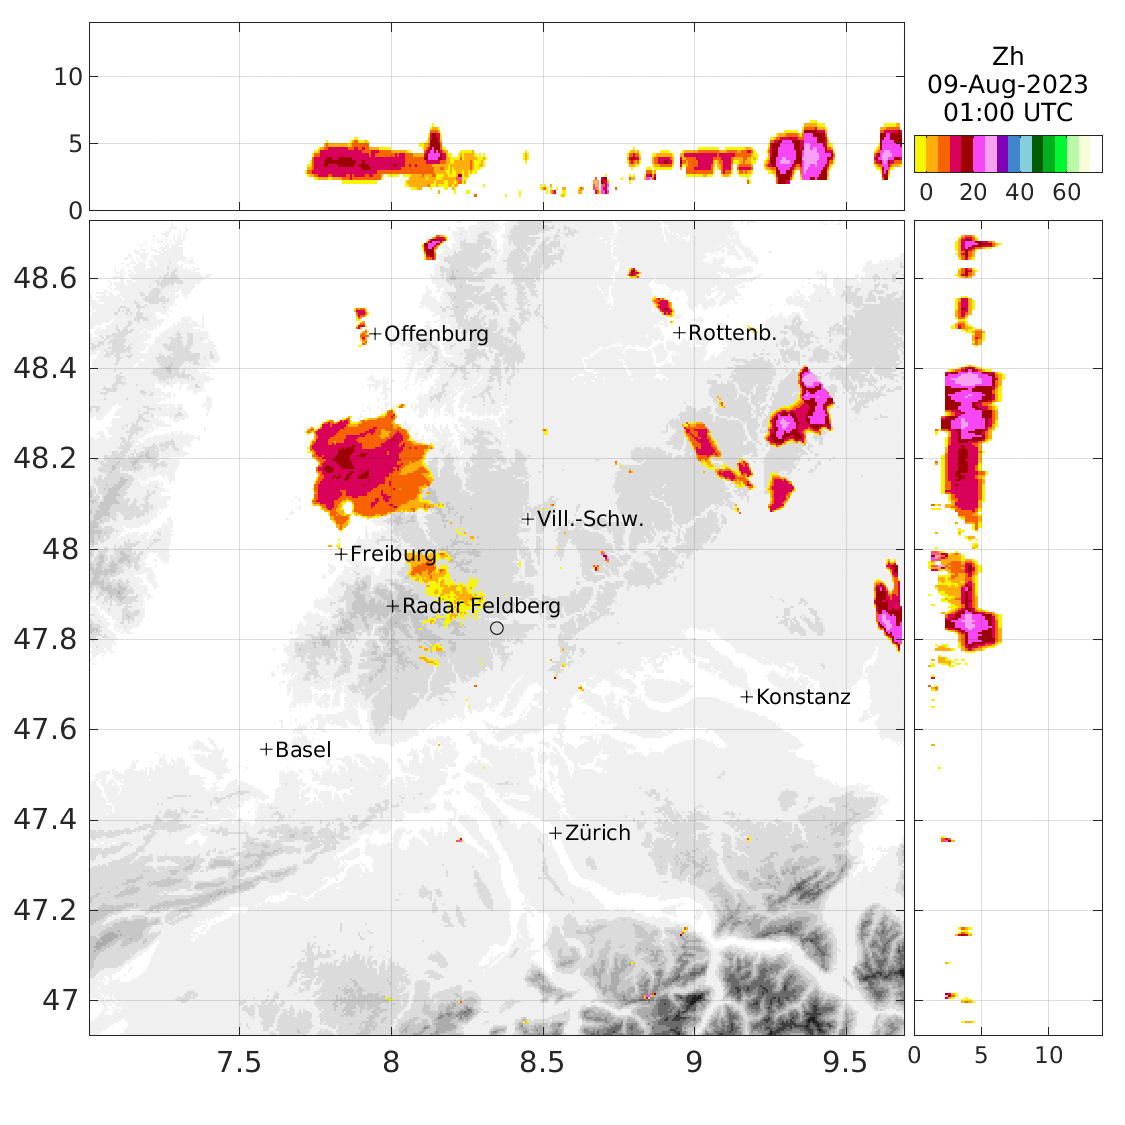 10
5
0
Zh
09-Aug-2023
01:00 UTC
0 20 40 60
48.6
48.4
48.2
48
47.8
47.6
47.4
47.2
47
Offenburg
Rottenb.
Vill.-Schw.
Freiburg
Radar Feldberg
Konstanz
Basel
Zürich
7.5 8 8.5 9 9.5
0 5 10